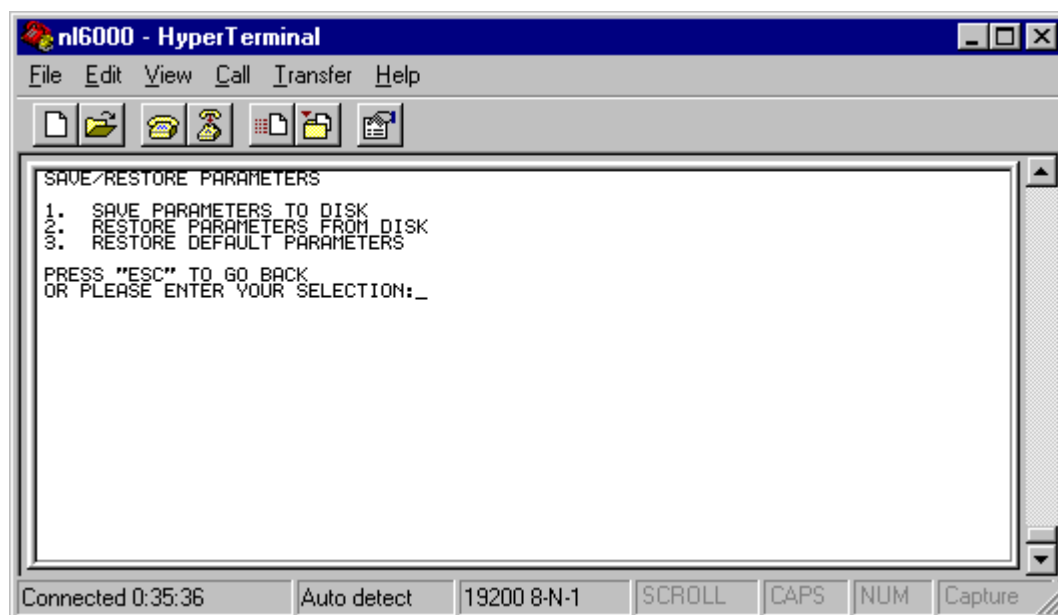 nl6000 - HyperTerminal
File Edit View Call Transfer Help
SAVE/RESTORE PARAMETERS
1. SAVE PARAMETERS TO DISK
2. RESTORE PARAMETERS FROM DISK
3. RESTORE DEFAULT PARAMETERS
PRESS "ESC" TO GO BACK
OR PLEASE ENTER YOUR SELECTION:_
Connected 0:35:36 Auto detect 19200 8-N-1 SCROLL CAPS NUM Capture